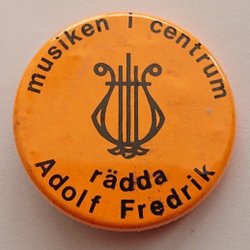 musiken i centrum
rädda
Adolf Fredrik